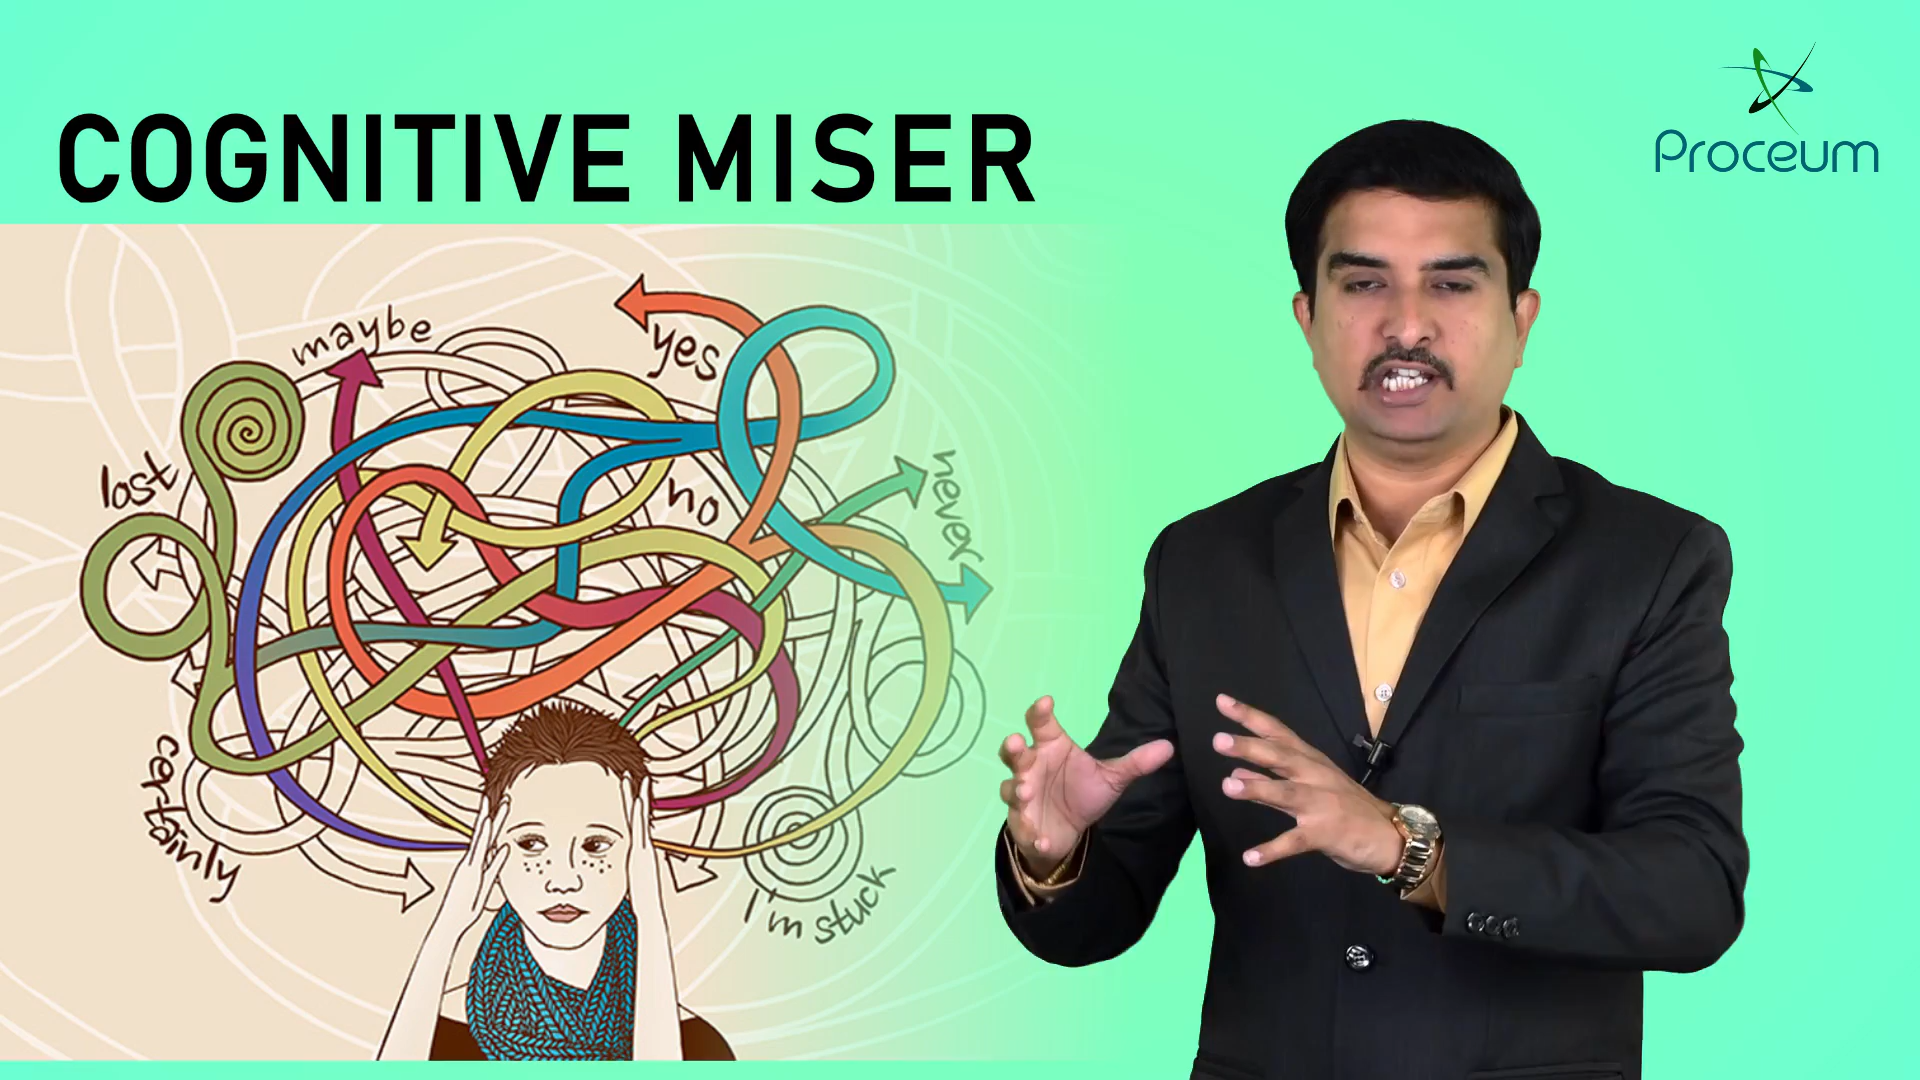 COGNITIVE MISER
Proceum
maybe
yes
lost
no
never
certainly
I'm stuck